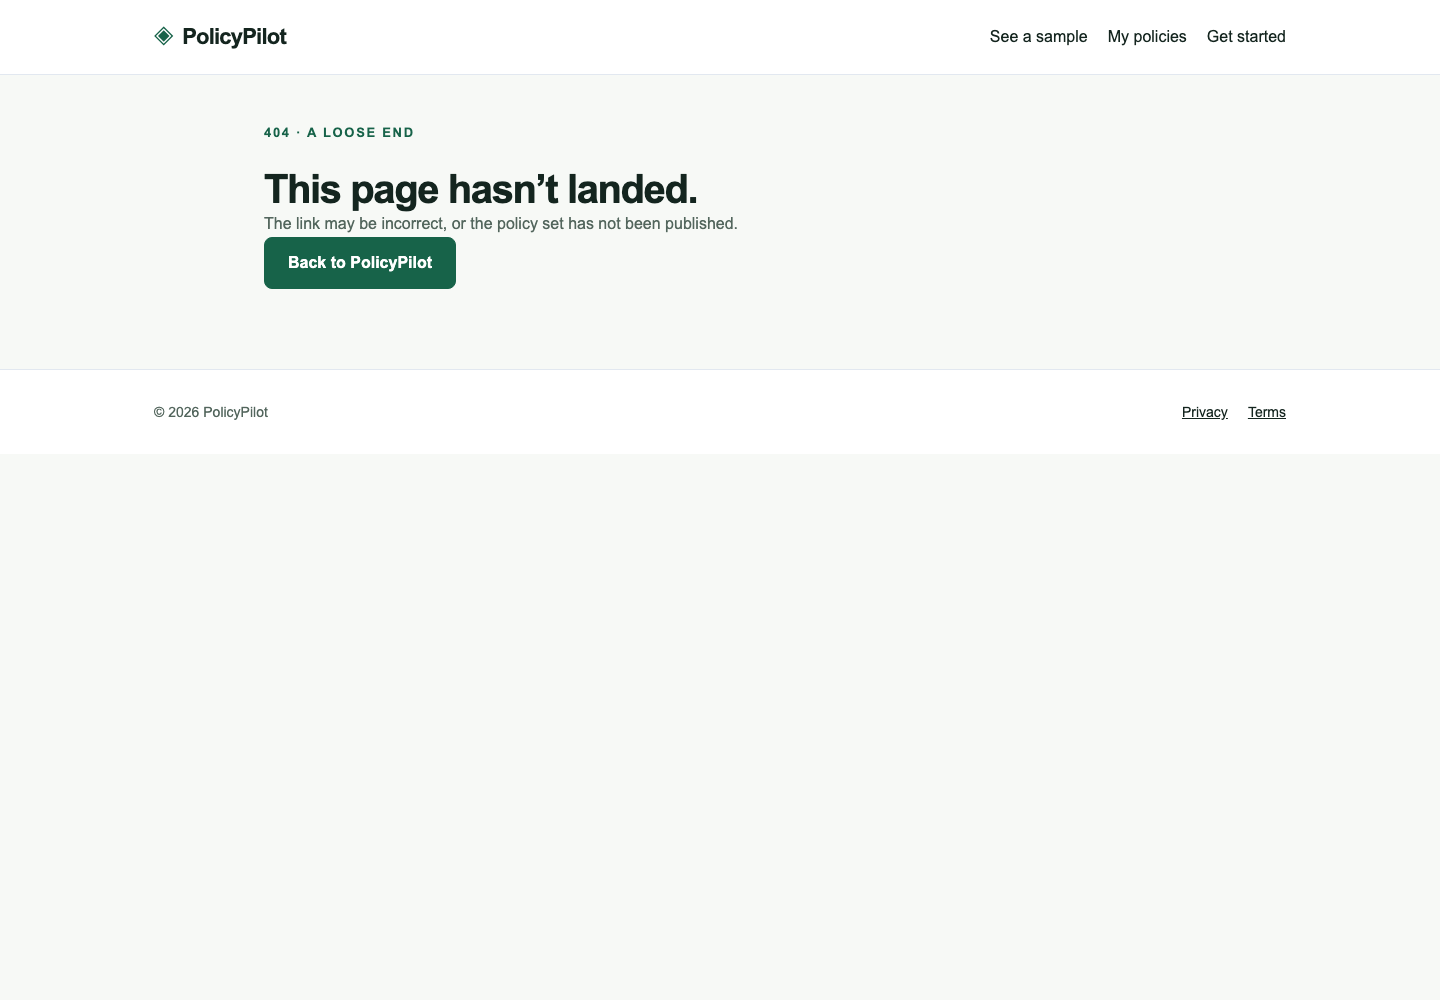 PolicyPilot
See a sample
My policies
Get started
404 · A LOOSE END
This page hasn’t landed.
The link may be incorrect, or the policy set has not been published.
Back to PolicyPilot
© 2026 PolicyPilot
Privacy
Terms